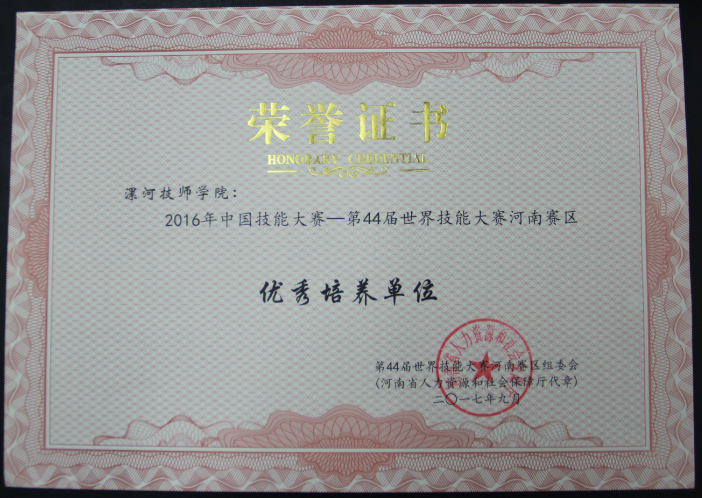 荣誉证书
HONORARY CREDENTIAL
漯河技师学院：
2016年中国技能大赛—第44届世界技能大赛河南赛区
优秀培养单位
第44届世界技能大赛河南赛区组委会
(河南省人力资源和社会保障厅代章)
二〇一七年九月